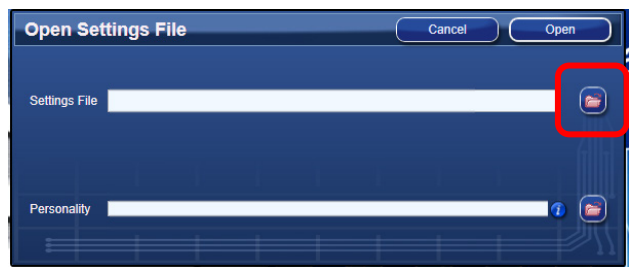 Open Settings File
Cancel
Open
Settings File
Personality
i